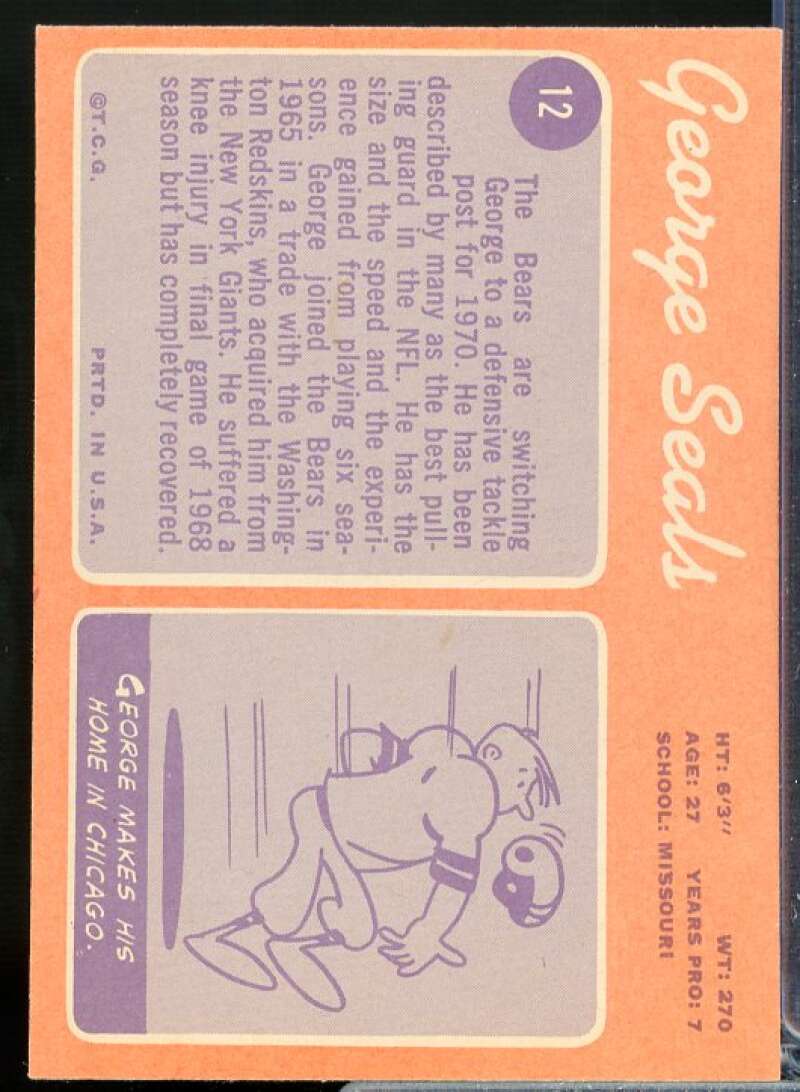 George Seals
HT: 6'3" WT: 270
AGE: 27 YEARS PRO: 7
SCHOOL: MISSOURI
12
The Bears are switching
George to a defensive tackle
post for 1970. He has been
described by many as the best pull-
ing guard in the NFL. He has the
size and the speed and the experi-
ence gained from playing six sea-
sons. George joined the Bears in
1965 in a trade with the Washing-
ton Redskins, who acquired him from
the New York Giants. He suffered a
knee injury in final game of 1968
season but has completely recovered.
©T.C.G. PRTD. IN U.S.A.
GEORGE MAKES HIS
HOME IN CHICAGO.